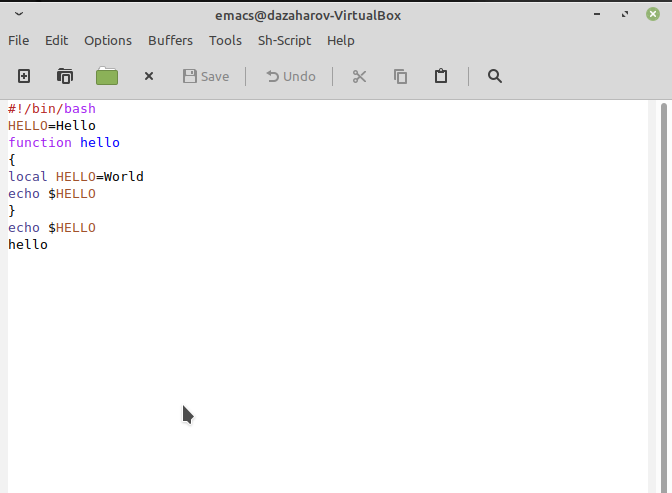 emacs@dazaharov-VirtualBox
File Edit Options Buffers Tools Sh-Script Help
Save Undo
#!/bin/bash
HELLO=Hello
function hello
{
local HELLO=World
echo $HELLO
}
echo $HELLO
hello